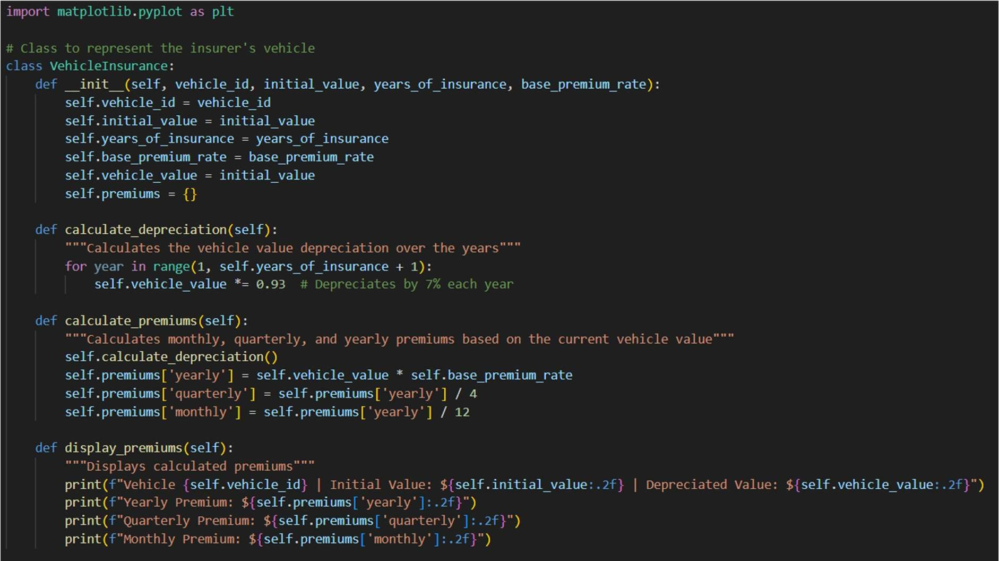 import matplotlib.pyplot as plt

# Class to represent the insurer's vehicle
class VehicleInsurance:
    def __init__(self, vehicle_id, initial_value, years_of_insurance, base_premium_rate):
        self.vehicle_id = vehicle_id
        self.initial_value = initial_value
        self.years_of_insurance = years_of_insurance
        self.base_premium_rate = base_premium_rate
        self.vehicle_value = initial_value
        self.premiums = {}

    def calculate_depreciation(self):
        """Calculates the vehicle value depreciation over the years"""
        for year in range(1, self.years_of_insurance + 1):
            self.vehicle_value *= 0.93  # Depreciates by 7% each year

    def calculate_premiums(self):
        """Calculates monthly, quarterly, and yearly premiums based on the current vehicle value"""
        self.calculate_depreciation()
        self.premiums['yearly'] = self.vehicle_value * self.base_premium_rate
        self.premiums['quarterly'] = self.premiums['yearly'] / 4
        self.premiums['monthly'] = self.premiums['yearly'] / 12

    def display_premiums(self):
        """Displays calculated premiums"""
        print(f"Vehicle {self.vehicle_id} | Initial Value: ${self.initial_value:.2f} | Depreciated Value: ${self.vehicle_value:.2f}")
        print(f"Yearly Premium: ${self.premiums['yearly']:.2f}")
        print(f"Quarterly Premium: ${self.premiums['quarterly']:.2f}")
        print(f"Monthly Premium: ${self.premiums['monthly']:.2f}")